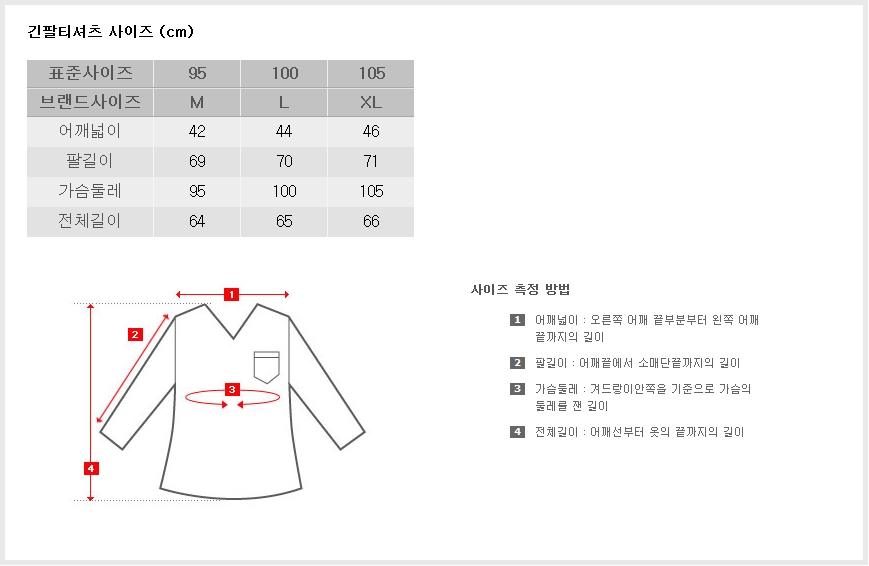 긴팔티셔츠 사이즈 (cm)
표준사이즈 95 100 105
브랜드사이즈 M L XL
어깨넓이 42 44 46
팔길이 69 70 71
가슴둘레 95 100 105
전체길이 64 65 66
1
2
3
4
사이즈 측정 방법
1 어깨넓이 : 오른쪽 어깨 끝부분부터 왼쪽 어깨
끝까지의 길이
2 팔길이 : 어깨끝에서 소매단끝까지의 길이
3 가슴둘레 : 겨드랑이안쪽을 기준으로 가슴의
둘레를 잰 길이
4 전체길이 : 어깨선부터 옷의 끝까지의 길이